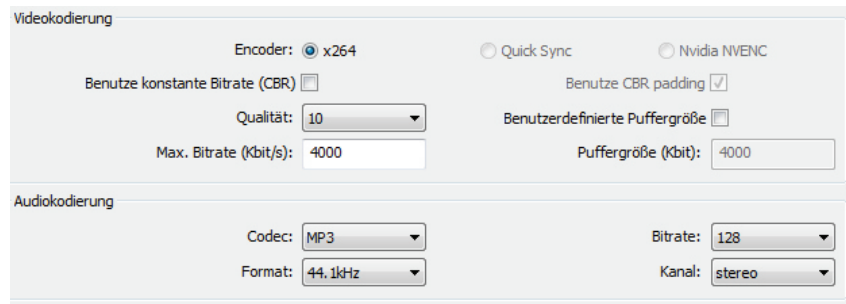 Videokodierung
Encoder: x264 Quick Sync Nvidia NVENC
Benutze konstante Bitrate (CBR) Benutze CBR padding
Qualität: 10 Benutzerdefinierte Puffergröße
Max. Bitrate (Kbit/s): 4000 Puffergröße (Kbit): 4000
Audiokodierung
Codec: MP3 Bitrate: 128
Format: 44.1kHz Kanal: stereo